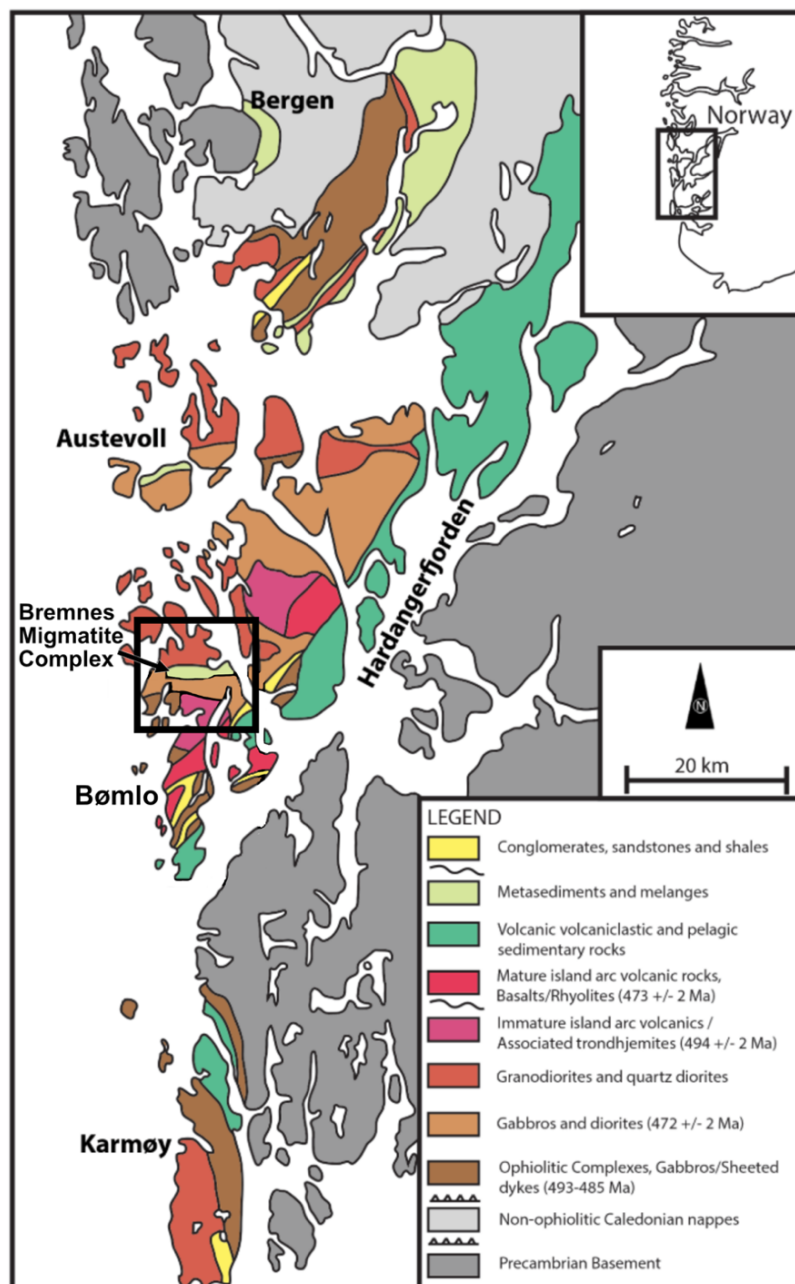 Bergen
Norway
Austevoll
Hardangerfjorden
Bremnes
Migmatite
Complex
N
20 km
Bømlo
LEGEND
Conglomerates, sandstones and shales
Metasediments and melanges
Volcanic volcaniclastic and pelagic
sedimentary rocks
Mature island arc volcanic rocks,
Basalts/Rhyolites (473 +/- 2 Ma)
Immature island arc volcanics /
Associated trondhjemites (494 +/- 2 Ma)
Granodiorites and quartz diorites
Gabbros and diorites (472 +/- 2 Ma)
Ophiolitic Complexes, Gabbros/Sheeted
dykes (493-485 Ma)
Non-ophiolitic Caledonian nappes
Precambrian Basement
Karmøy